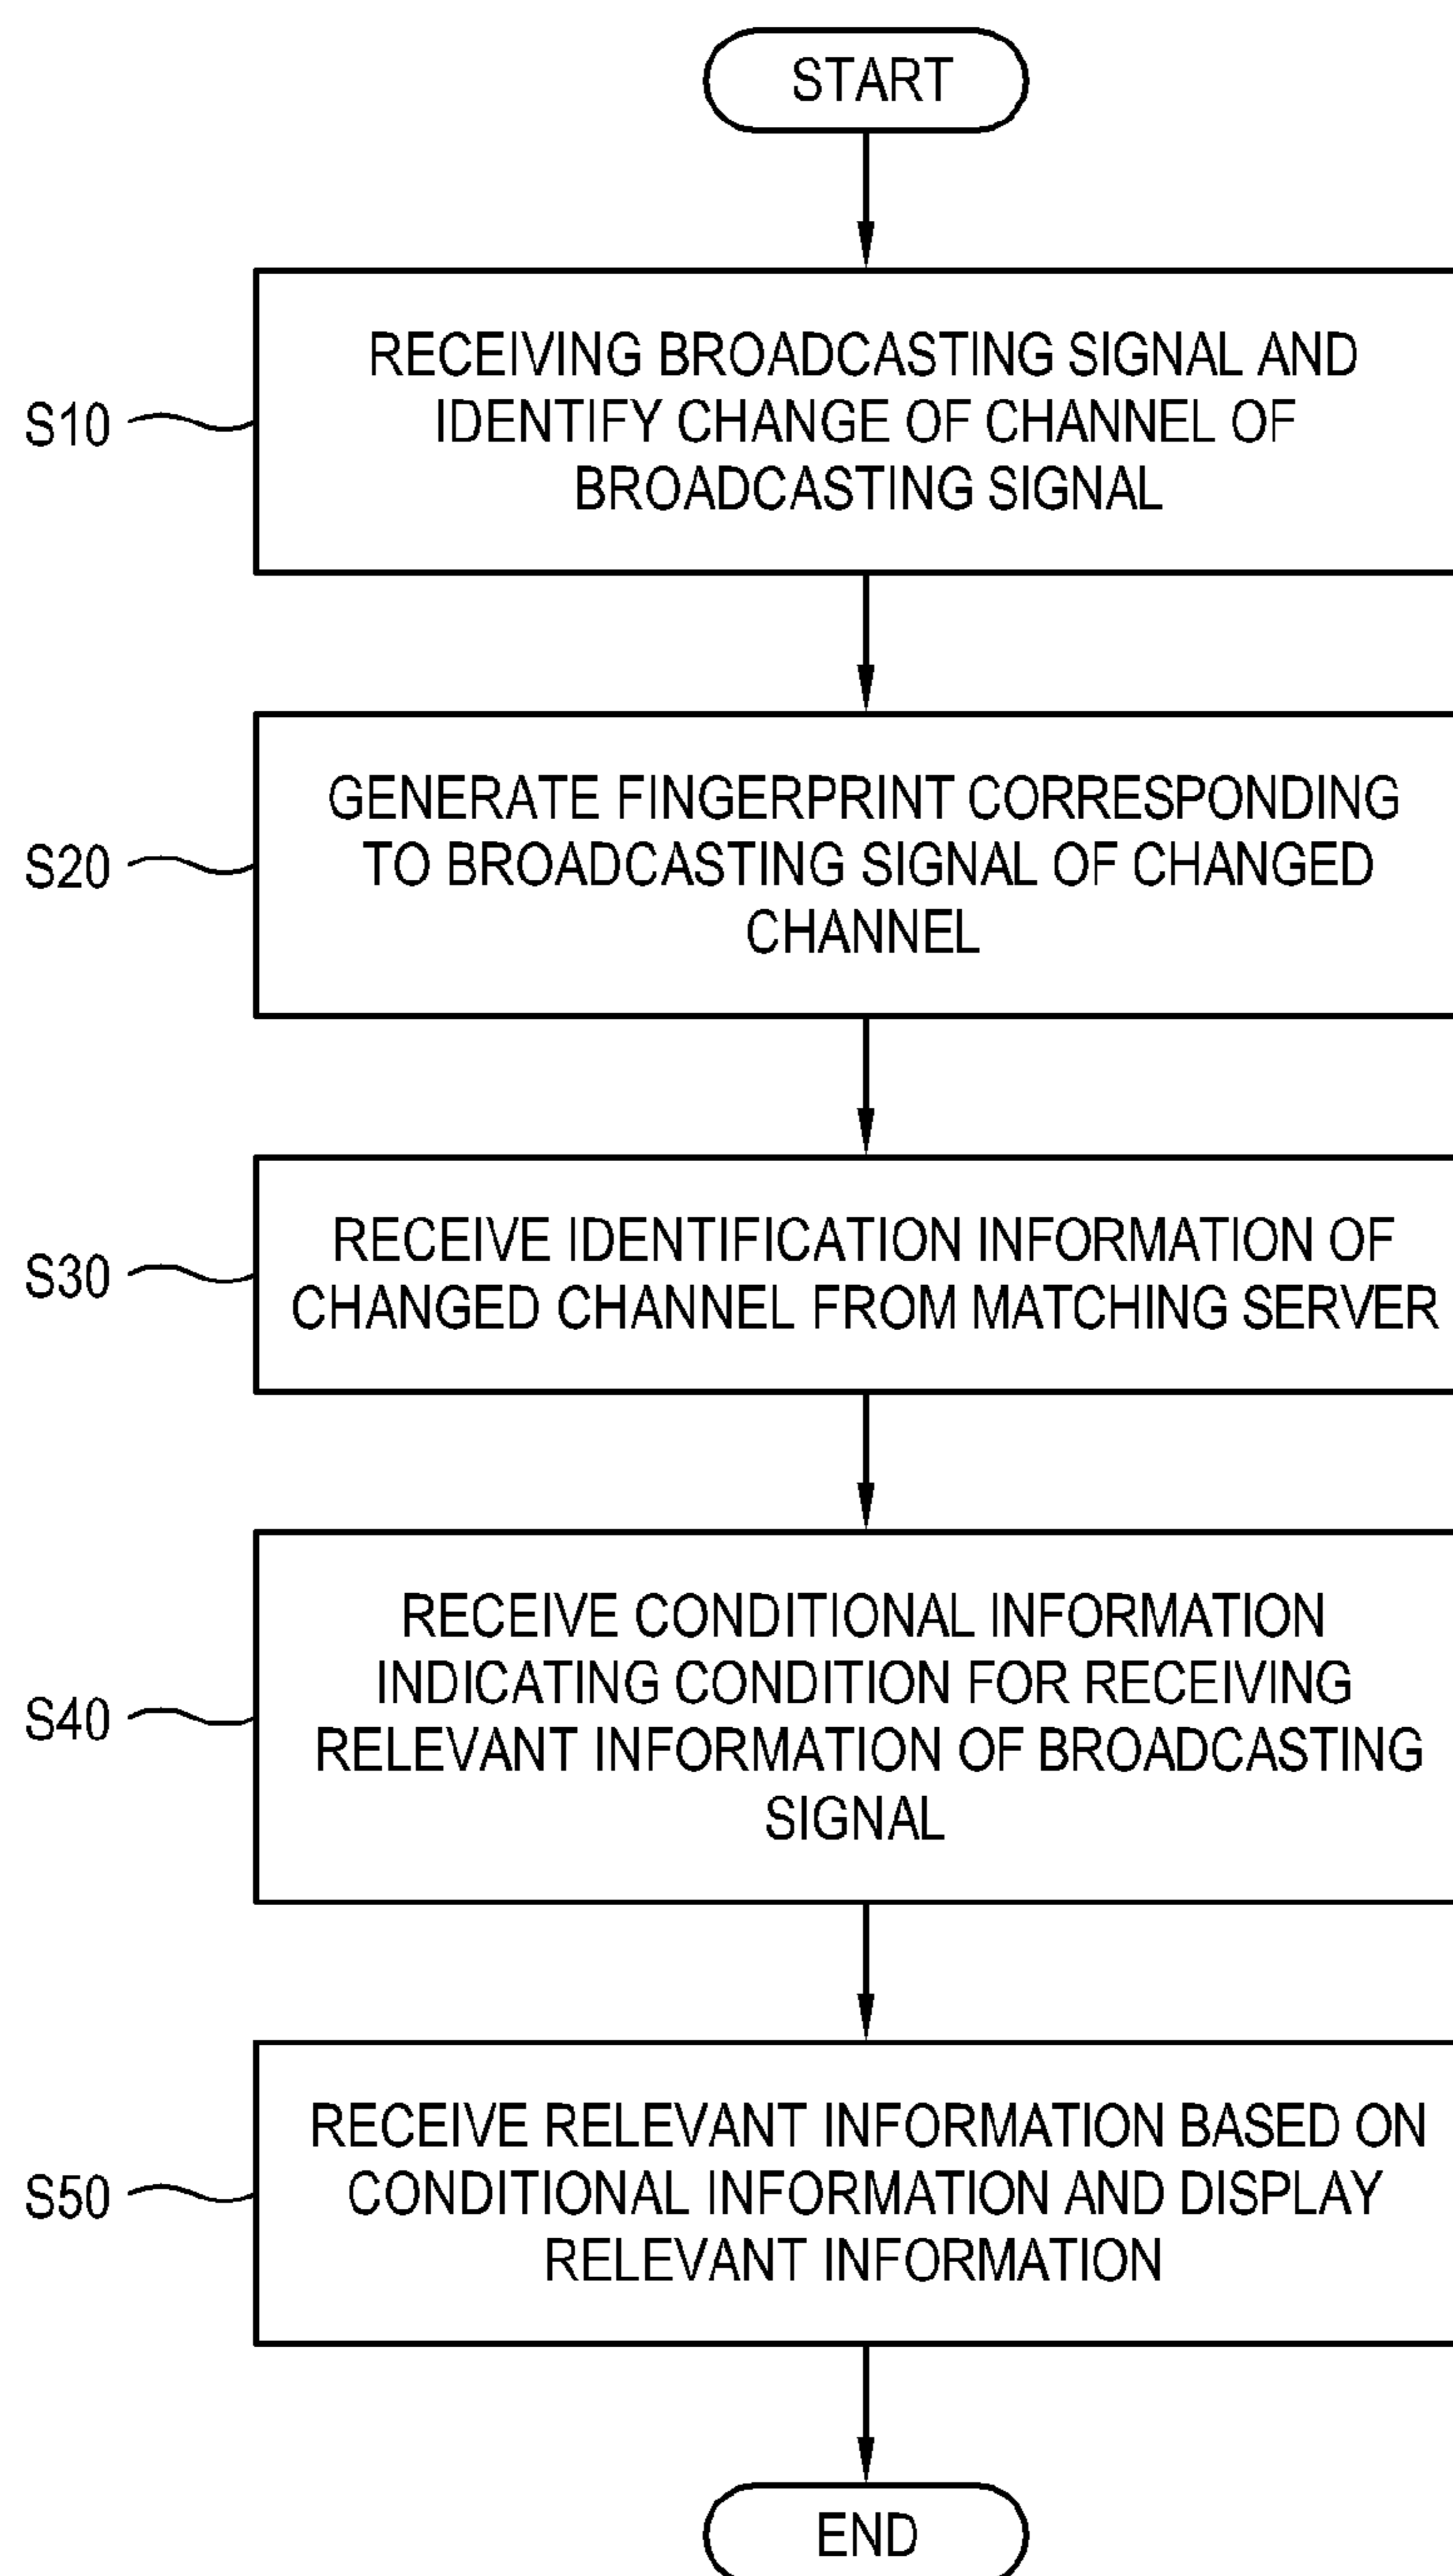 START
S10
RECEIVING BROADCASTING SIGNAL AND
IDENTIFY CHANGE OF CHANNEL OF
BROADCASTING SIGNAL
S20
GENERATE FINGERPRINT CORRESPONDING
TO BROADCASTING SIGNAL OF CHANGED
CHANNEL
S30
RECEIVE IDENTIFICATION INFORMATION OF
CHANGED CHANNEL FROM MATCHING SERVER
S40
RECEIVE CONDITIONAL INFORMATION
INDICATING CONDITION FOR RECEIVING
RELEVANT INFORMATION OF BROADCASTING
SIGNAL
S50
RECEIVE RELEVANT INFORMATION BASED ON
CONDITIONAL INFORMATION AND DISPLAY
RELEVANT INFORMATION
END